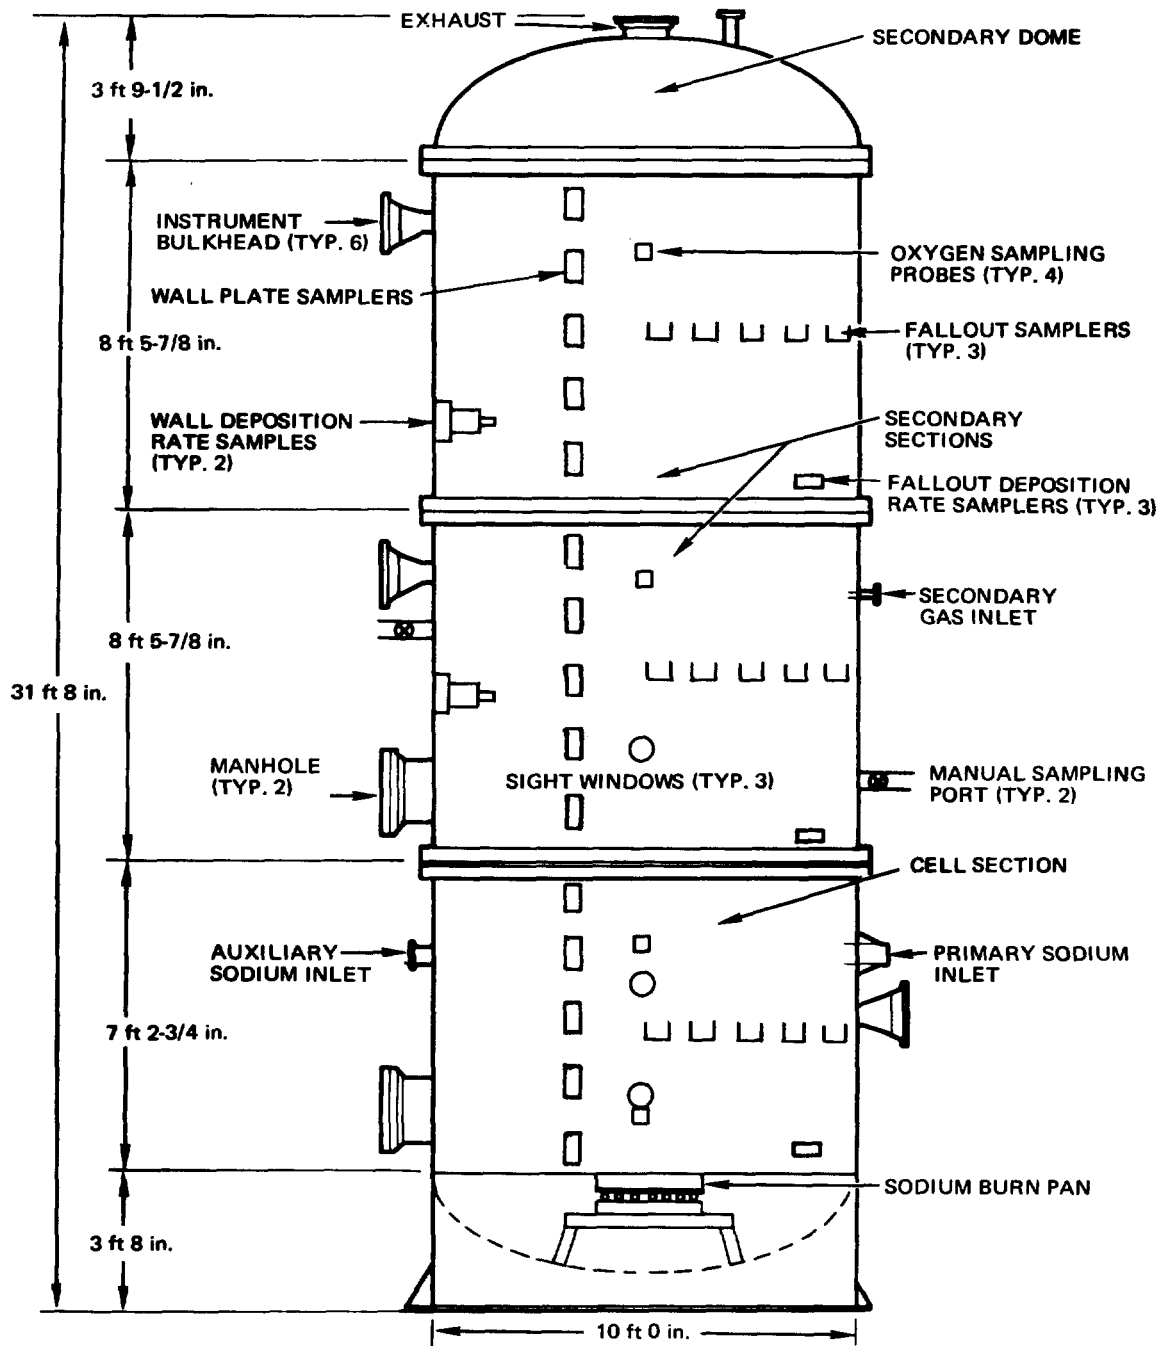 EXHAUST
SECONDARY DOME
3 ft 9-1/2 in.
INSTRUMENT
BULKHEAD (TYP. 6)
OXYGEN SAMPLING
PROBES (TYP. 4)
WALL PLATE SAMPLERS
FALLOUT SAMPLERS
(TYP. 3)
8 ft 5-7/8 in.
WALL DEPOSITION
RATE SAMPLES
(TYP. 2)
SECONDARY
SECTIONS
FALLOUT DEPOSITION
RATE SAMPLERS (TYP. 3)
SECONDARY
GAS INLET
8 ft 5-7/8 in.
31 ft 8 in.
MANHOLE
(TYP. 2)
SIGHT WINDOWS (TYP. 3)
MANUAL SAMPLING
PORT (TYP. 2)
CELL SECTION
AUXILIARY
SODIUM INLET
PRIMARY SODIUM
INLET
7 ft 2-3/4 in.
SODIUM BURN PAN
3 ft 8 in.
10 ft 0 in.